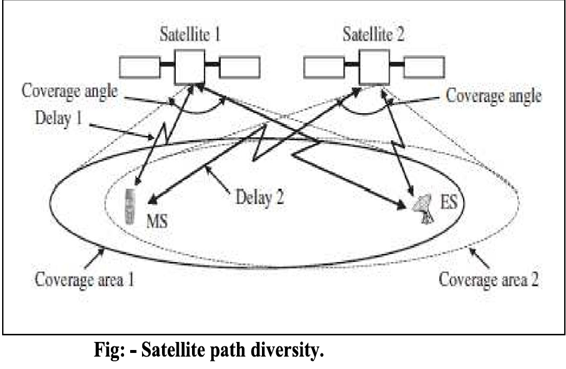 Satellite 1
Satellite 2
Coverage angle
Coverage angle
Delay 1
Delay 2
MS
ES
Coverage area 1
Coverage area 2
Fig: - Satellite path diversity.